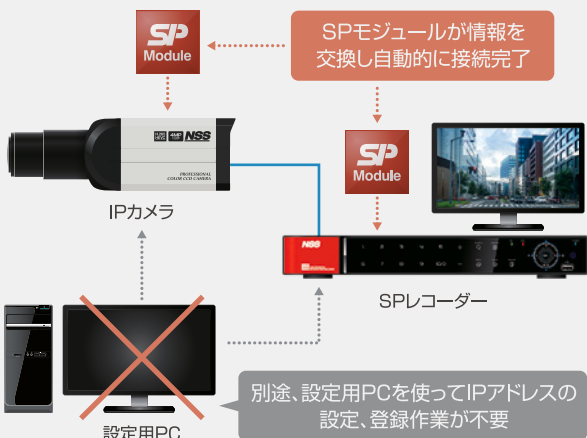 SP
Module
SPモジュールが情報を
交換し自動的に接続完了
4MP
NSS
PROFESSIONAL
COLOR CCD CAMERA
SP
Module
IPカメラ
NSS
SPレコーダー
別途、設定用PCを使ってIPアドレスの
設定、登録作業が不要
設定用PC